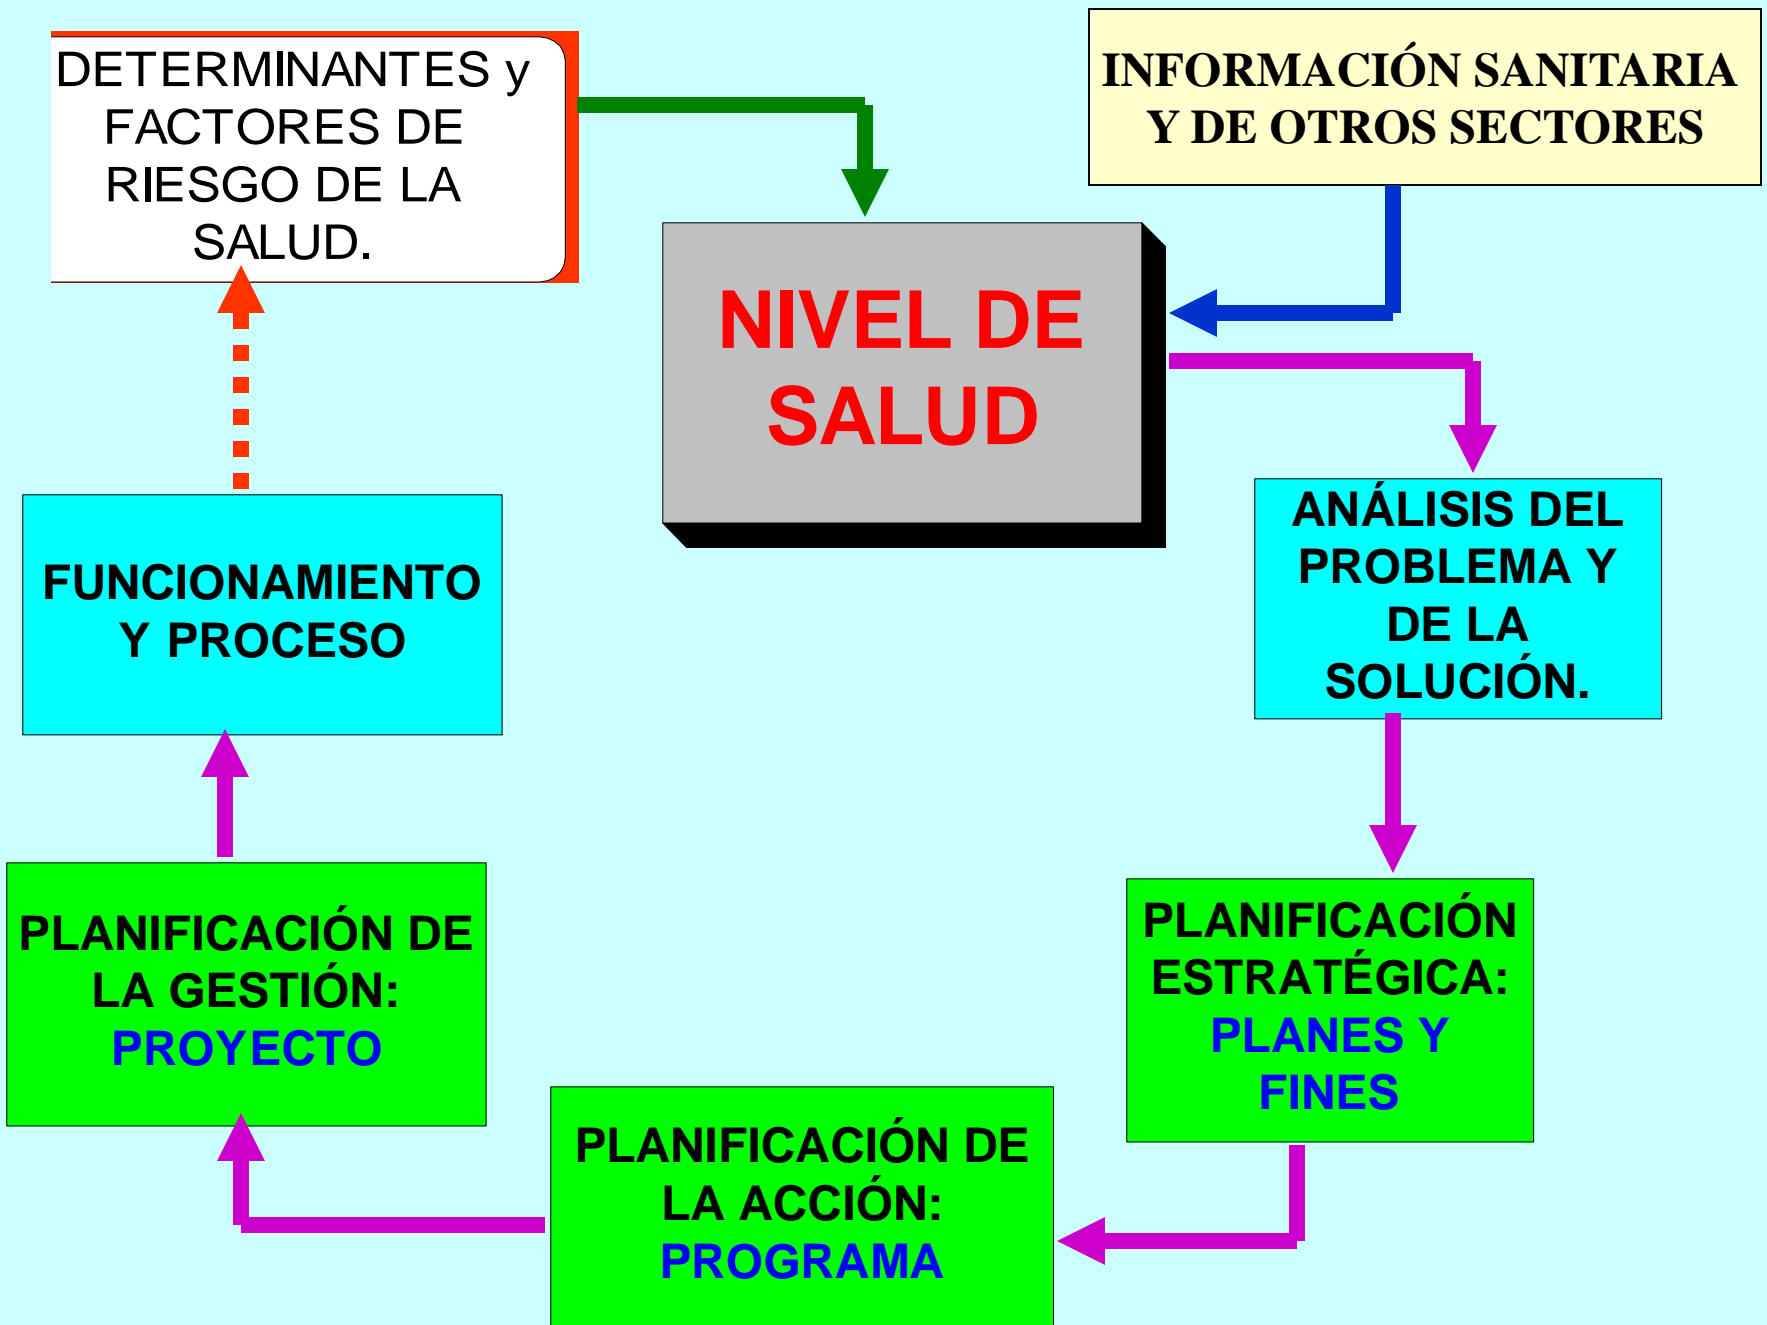 DETERMINANTES y
FACTORES DE
RIESGO DE LA
SALUD.
INFORMACIÓN SANITARIA
Y DE OTROS SECTORES
NIVEL DE
SALUD
ANÁLISIS DEL
PROBLEMA Y
DE LA
SOLUCIÓN.
FUNCIONAMIENTO
Y PROCESO
PLANIFICACIÓN
ESTRATÉGICA:
PLANES Y
FINES
PLANIFICACIÓN DE
LA GESTIÓN:
PROYECTO
PLANIFICACIÓN DE
LA ACCIÓN:
PROGRAMA